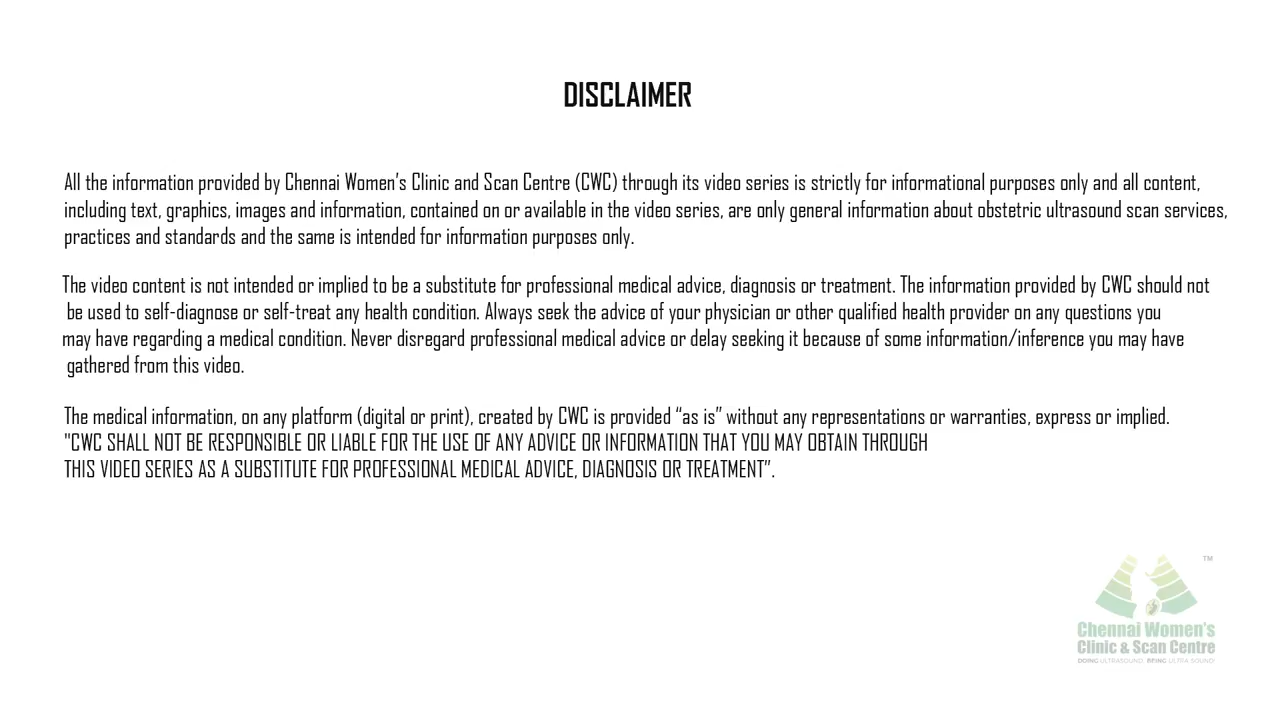 DISCLAIMER
All the information provided by Chennai Women's Clinic and Scan Centre (CWC) through its video series is strictly for informational purposes only and all content,
including text, graphics, images and information, contained on or available in the video series, are only general information about obstetric ultrasound scan services,
practices and standards and the same is intended for information purposes only.
The video content is not intended or implied to be a substitute for professional medical advice, diagnosis or treatment. The information provided by CWC should not
be used to self-diagnose or self-treat any health condition. Always seek the advice of your physician or other qualified health provider on any questions you
may have regarding a medical condition. Never disregard professional medical advice or delay seeking it because of some information/inference you may have
gathered from this video.
The medical information, on any platform (digital or print), created by CWC is provided “as is” without any representations or warranties, express or implied.
"CWC SHALL NOT BE RESPONSIBLE OR LIABLE FOR THE USE OF ANY ADVICE OR INFORMATION THAT YOU MAY OBTAIN THROUGH
THIS VIDEO SERIES AS A SUBSTITUTE FOR PROFESSIONAL MEDICAL ADVICE, DIAGNOSIS OR TREATMENT”.
TM
Chennai Women's
Clinic & Scan Centre
DOING ULTRASOUND. BEING ULTRA SOUND